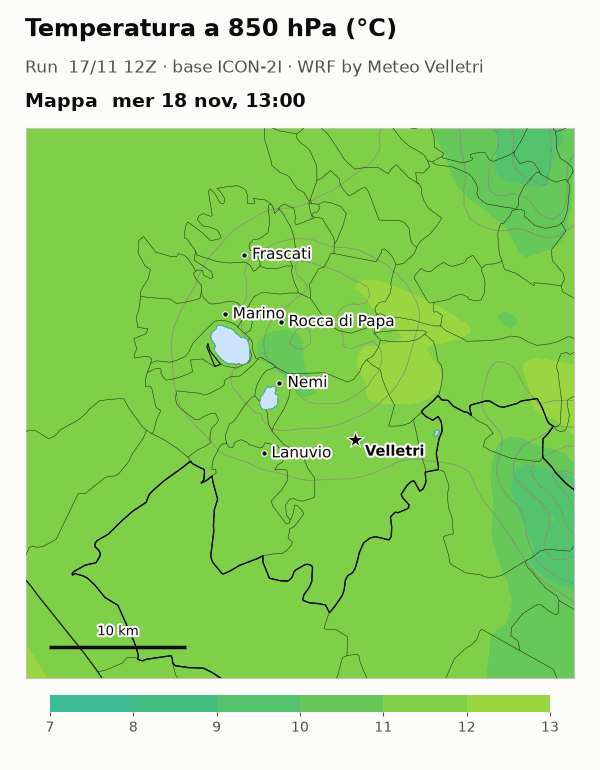 Temperatura a 850 hPa (°C)
Run  17/11 12Z · base ICON-2I · WRF by Meteo Velletri
Mappa  mer 18 nov, 13:00
Frascati
Marino
Rocca di Papa
Nemi
Velletri
Lanuvio
10 km
7 8 9 10 11 12 13